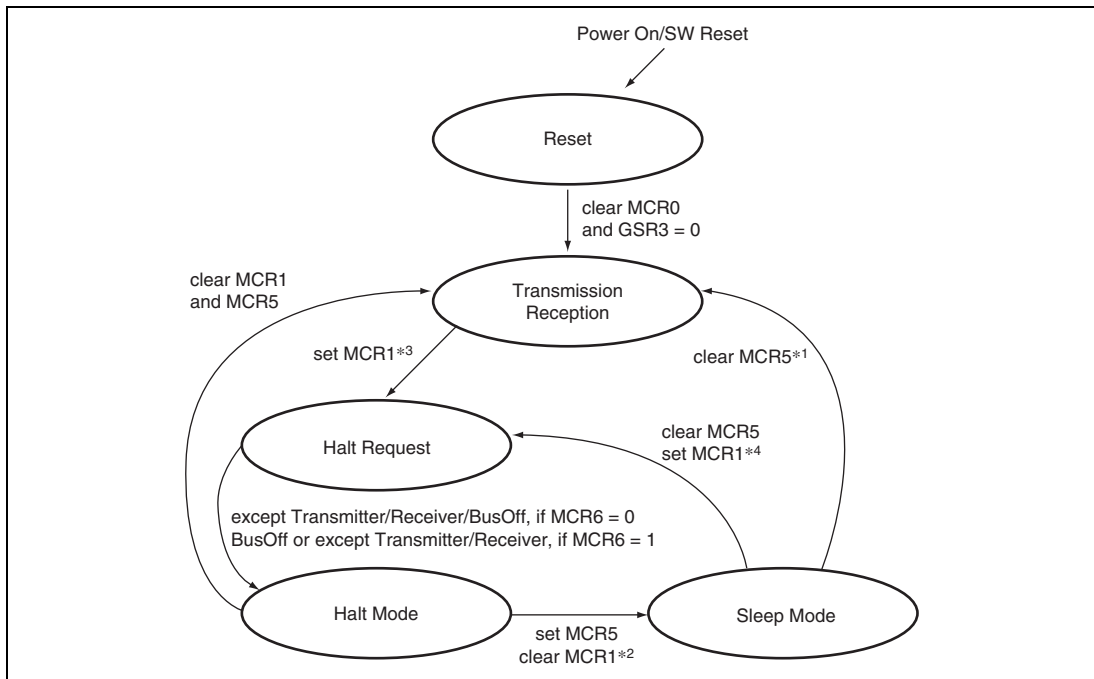 Power On/SW Reset
Reset
clear MCR0
and GSR3 = 0
clear MCR1
and MCR5
Transmission
Reception
set MCR1*3
clear MCR5*1
Halt Request
clear MCR5
set MCR1*4
except Transmitter/Receiver/BusOff, if MCR6 = 0
BusOff or except Transmitter/Receiver, if MCR6 = 1
Halt Mode
Sleep Mode
set MCR5
clear MCR1*2